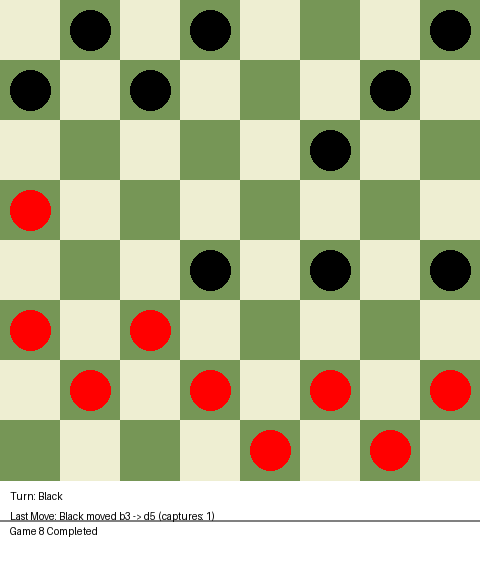 Turn: Black
Last Move: Black moved b3 -> d5 (captures: 1)
Game 8 Completed